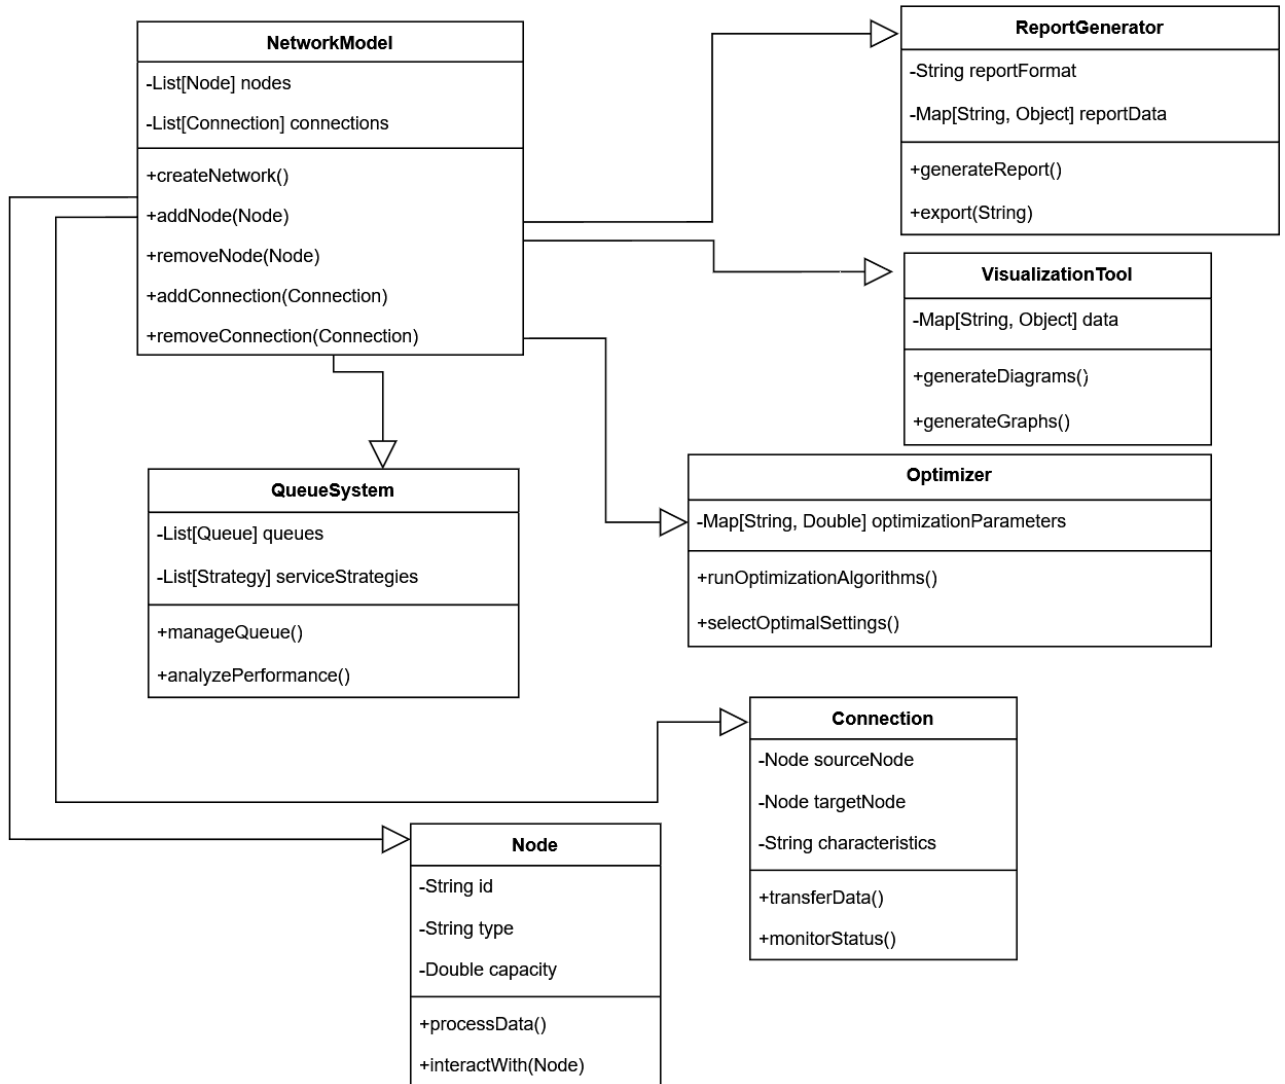 NetworkModel
-List[Node] nodes
-List[Connection] connections
+createNetwork()
+addNode(Node)
+removeNode(Node)
+addConnection(Connection)
+removeConnection(Connection)
ReportGenerator
-String reportFormat
-Map[String, Object] reportData
+generateReport()
+export(String)
VisualizationTool
-Map[String, Object] data
+generateDiagrams()
+generateGraphs()
QueueSystem
-List[Queue] queues
-List[Strategy] serviceStrategies
+manageQueue()
+analyzePerformance()
Optimizer
-Map[String, Double] optimizationParameters
+runOptimizationAlgorithms()
+selectOptimalSettings()
Connection
-Node sourceNode
-Node targetNode
-String characteristics
+transferData()
+monitorStatus()
Node
-String id
-String type
-Double capacity
+processData()
+interactWith(Node)